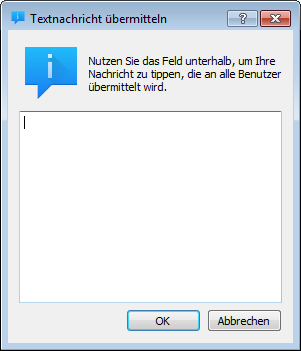 Textnachricht übermitteln
Nutzen Sie das Feld unterhalb, um Ihre
Nachricht zu tippen, die an alle Benutzer
übermittelt wird.
OK
Abbrechen